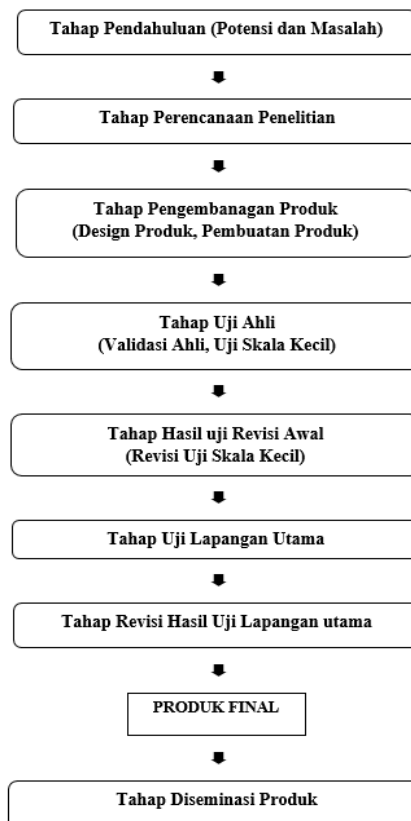 Tahap Pendahuluan (Potensi dan Masalah)
Tahap Perencanaan Penelitian
Tahap Pengembanagan Produk
(Design Produk, Pembuatan Produk)
Tahap Uji Ahli
(Validasi Ahli, Uji Skala Kecil)
Tahap Hasil uji Revisi Awal
(Revisi Uji Skala Kecil)
Tahap Uji Lapangan Utama
Tahap Revisi Hasil Uji Lapangan utama
PRODUK FINAL
Tahap Diseminasi Produk